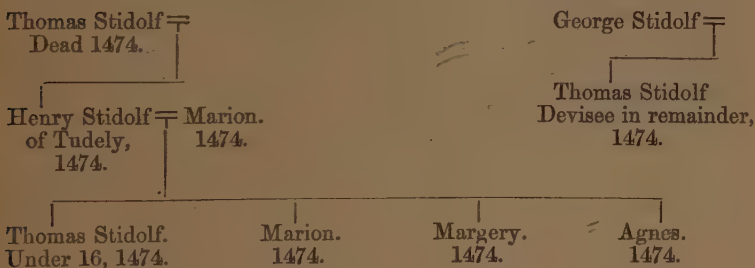 Thomas Stidolf = George Stidolf =
Dead 1474.
Thomas Stidolf
Henry Stidolf = Marion. Devisee in remainder,
of Tudely, 1474. 1474.
1474.
Thomas Stidolf. Marion. Margery. Agnes.
Under 16, 1474. 1474. 1474. 1474.